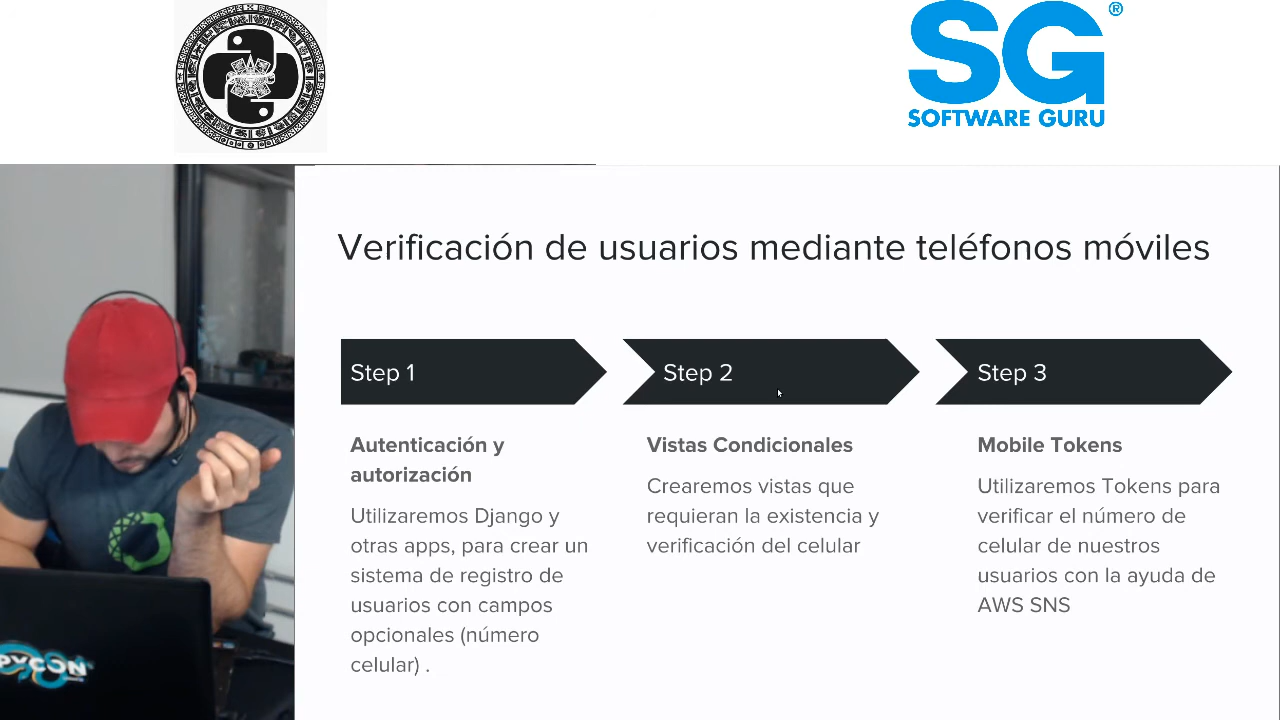 SG®
SOFTWARE GURU
Verificación de usuarios mediante teléfonos móviles
Step 1
Step 2
Step 3
Autenticación y
autorización
Utilizaremos Django y
otras apps, para crear un
sistema de registro de
usuarios con campos
opcionales (número
celular) .
Vistas Condicionales
Crearemos vistas que
requieran la existencia y
verificación del celular
Mobile Tokens
Utilizaremos Tokens para
verificar el número de
celular de nuestros
usuarios con la ayuda de
AWS SNS
PYCON